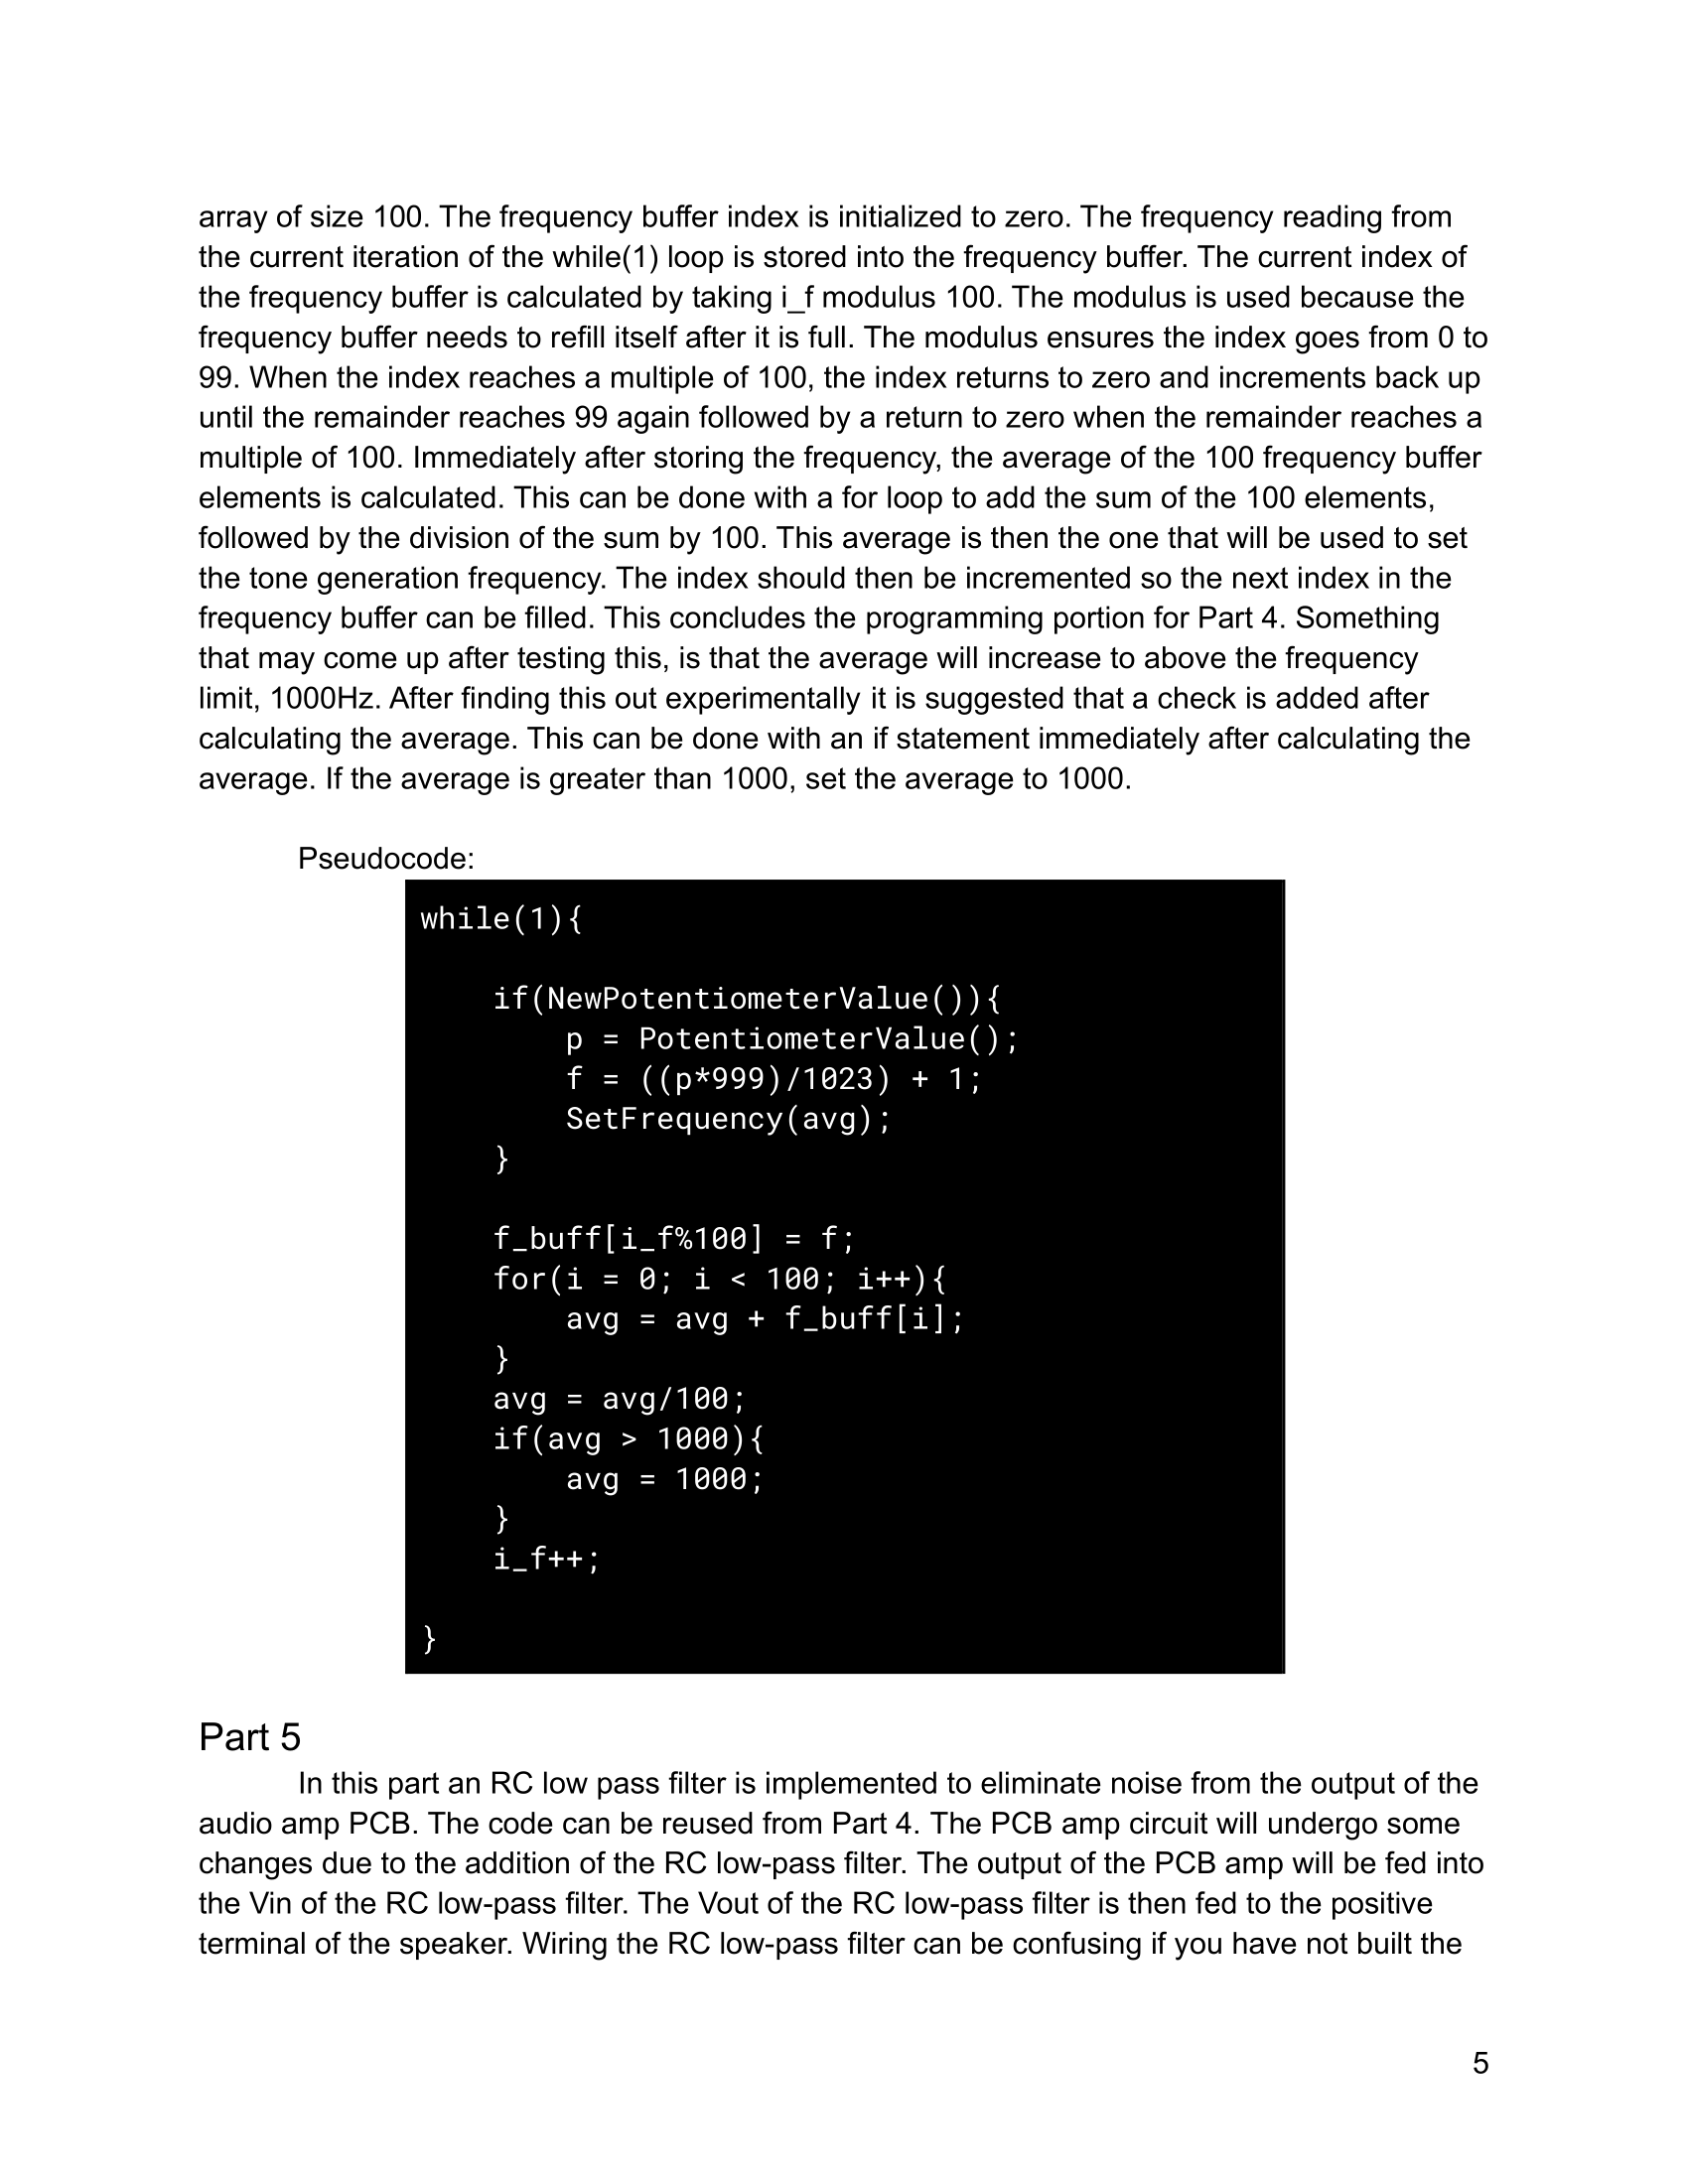 array of size 100. The frequency buffer index is initialized to zero. The frequency reading from
the current iteration of the while(1) loop is stored into the frequency buffer. The current index of
the frequency buffer is calculated by taking i_f modulus 100. The modulus is used because the
frequency buffer needs to refill itself after it is full. The modulus ensures the index goes from 0 to
99. When the index reaches a multiple of 100, the index returns to zero and increments back up
until the remainder reaches 99 again followed by a return to zero when the remainder reaches a
multiple of 100. Immediately after storing the frequency, the average of the 100 frequency buffer
elements is calculated. This can be done with a for loop to add the sum of the 100 elements,
followed by the division of the sum by 100. This average is then the one that will be used to set
the tone generation frequency. The index should then be incremented so the next index in the
frequency buffer can be filled. This concludes the programming portion for Part 4. Something
that may come up after testing this, is that the average will increase to above the frequency
limit, 1000Hz. After finding this out experimentally it is suggested that a check is added after
calculating the average. This can be done with an if statement immediately after calculating the
average. If the average is greater than 1000, set the average to 1000.
Pseudocode:
while(1){
if(NewPotentiometerValue()){
p = PotentiometerValue();
f = ((p*999)/1023) + 1;
SetFrequency(avg);
}
f_buff[i_f%100] = f;
for(i = 0; i < 100; i++){
avg = avg + f_buff[i];
}
avg = avg/100;
if(avg > 1000){
avg = 1000;
}
i_f++;
}
Part 5
In this part an RC low pass filter is implemented to eliminate noise from the output of the
audio amp PCB. The code can be reused from Part 4. The PCB amp circuit will undergo some
changes due to the addition of the RC low-pass filter. The output of the PCB amp will be fed into
the Vin of the RC low-pass filter. The Vout of the RC low-pass filter is then fed to the positive
terminal of the speaker. Wiring the RC low-pass filter can be confusing if you have not built the
5